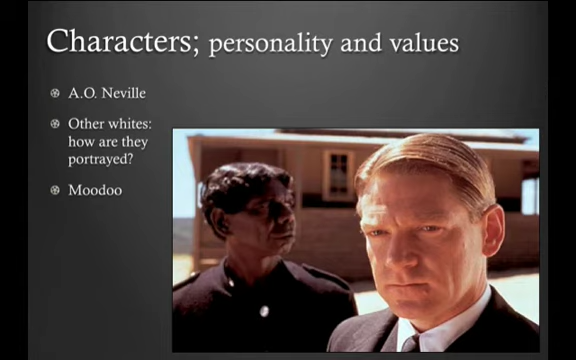 Characters; personality and values
A.O. Neville
Other whites:
how are they
portrayed?
Moodoo